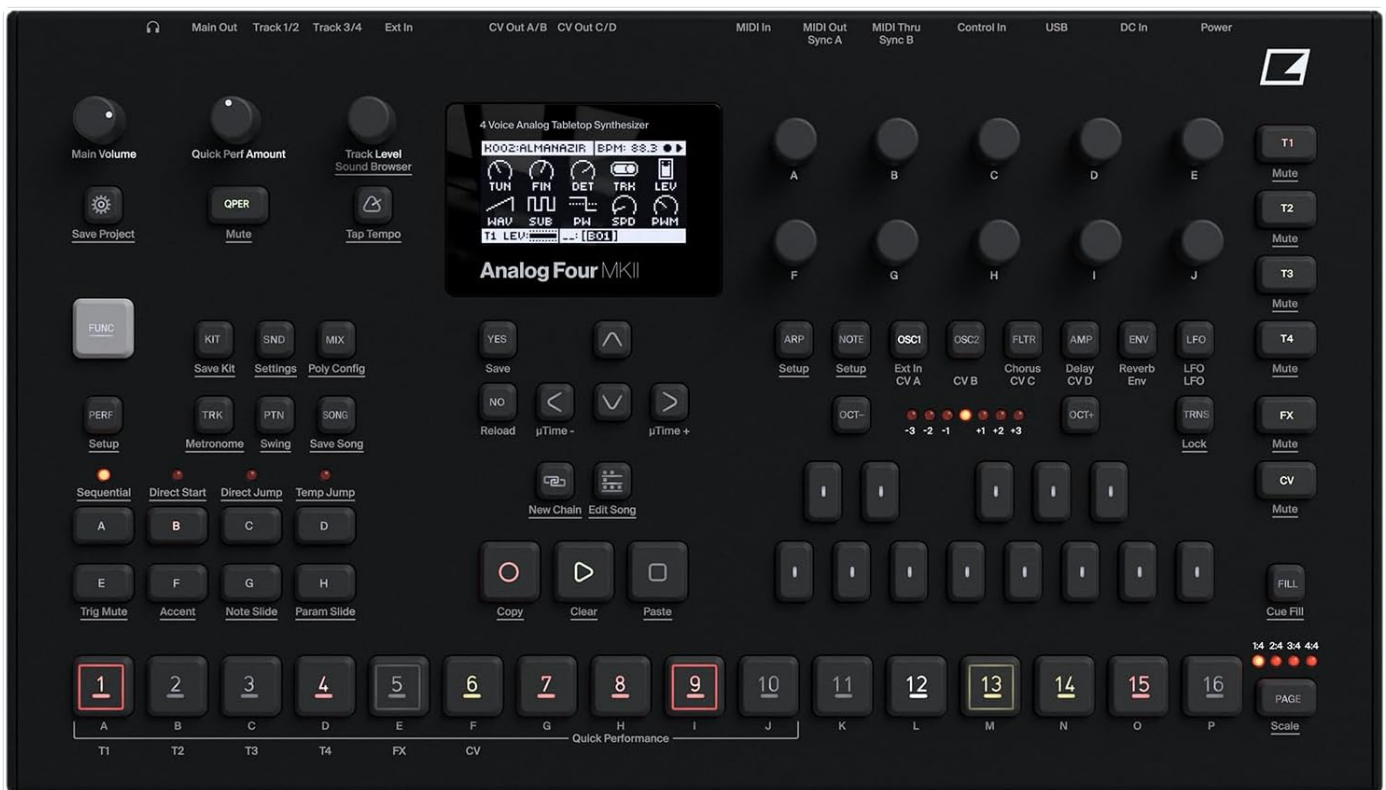 Main Out Track 1/2 Track 3/4 Ext In CV Out A/B CV Out C/D MIDI In MIDI Out MIDI Thru Control In USB DC In Power
Sync A Sync B
4 Voice Analog Tabletop Synthesizer
K002:ALMANAZIR BPM: 88.3
TUN FIN DET TRK LEV
WAV SUB PW SPD PWM
T1 LEV: __: [B01]
Analog Four MKII
Main Volume Quick Perf Amount Track Level
Sound Browser
QPER
Save Project Mute Tap Tempo
A B C D E
F G H I J
T1
Mute
T2
Mute
T3
Mute
T4
Mute
FX
Mute
CV
Mute
FUNC
KIT SND MIX
Save Kit Settings Poly Config
PERF TRK PTN SONG
Setup Metronome Swing Save Song
Sequential Direct Start Direct Jump Temp Jump
A B C D
E F G H
Trig Mute Accent Note Slide Param Slide
YES
Save
NO
Reload µTime - µTime +
New Chain Edit Song
Copy Clear Paste
ARP NOTE OSC1 OSC2 FLTR AMP ENV LFO
Setup Setup Ext In Chorus Delay Reverb LFO
CV A CV B CV C CV D Env LFO
OCT- OCT+ TRNS
-3 -2 -1 +1 +2 +3
Lock
FILL
Cue Fill
1:4 2:4 3:4 4:4
PAGE
Scale
1 2 3 4 5 6 7 8 9 10 11 12 13 14 15 16
A B C D E F G H I J K L M N O P
Quick Performance
T1 T2 T3 T4 FX CV